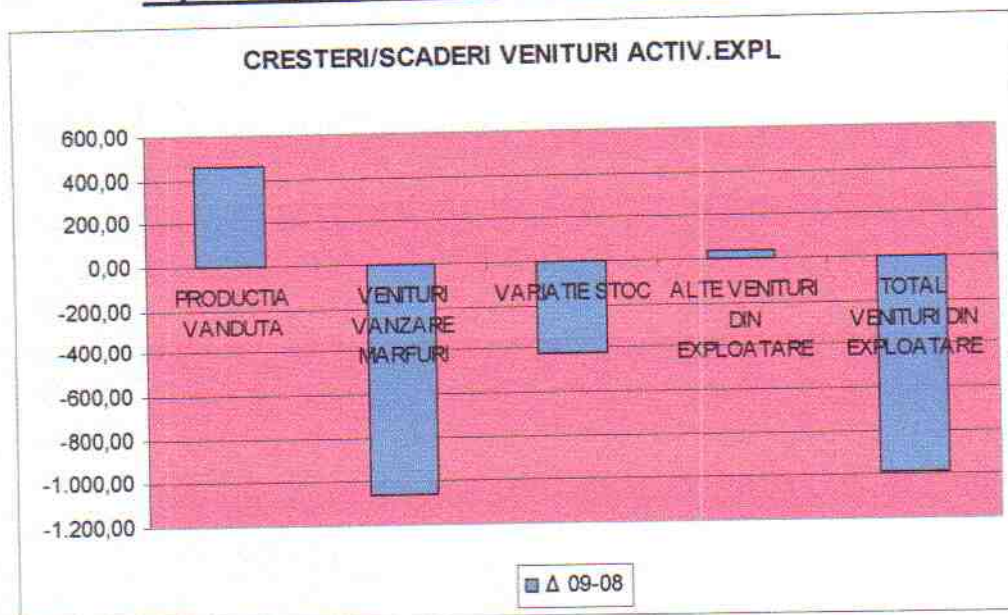 CRESTERI/SCADERI VENITURI ACTIV.EXPL
600,00
400,00
200,00
0,00
-200,00
-400,00
-600,00
-800,00
-1.000,00
-1.200,00
PRODUCTIA
VANDUTA
VENITURI
VANZARE
MARFURI
VARIATIE STOC
ALTE VENITURI
DIN
EXPLOATARE
TOTAL
VENITURI DIN
EXPLOATARE
Δ 09-08